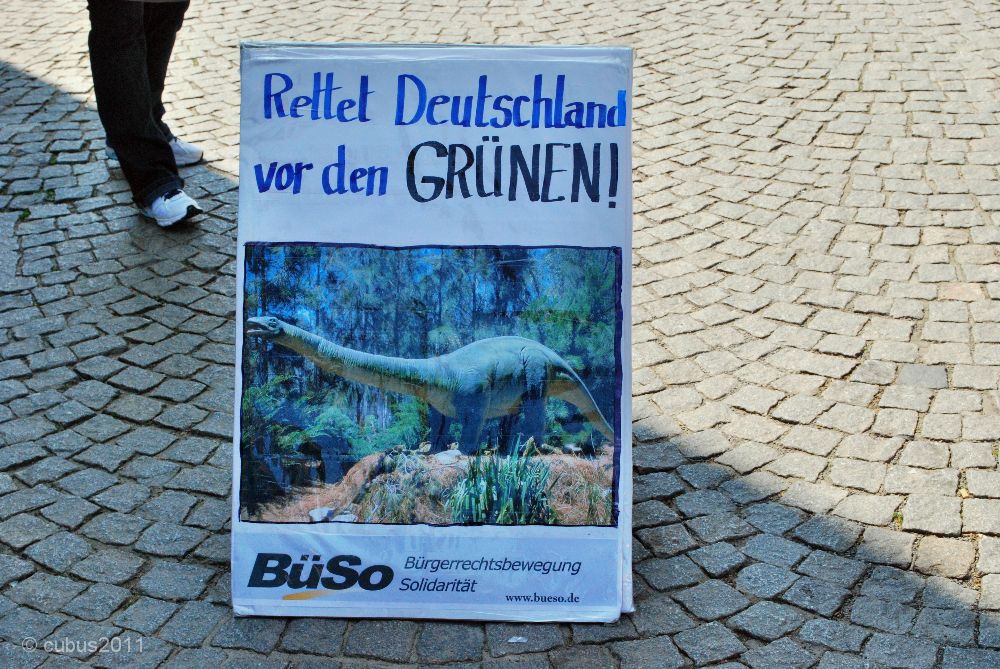 Rettet Deutschland
vor den GRÜNEN!
BüSo Bürgerrechtsbewegung
Solidarität
www.bueso.de
© cubus2011